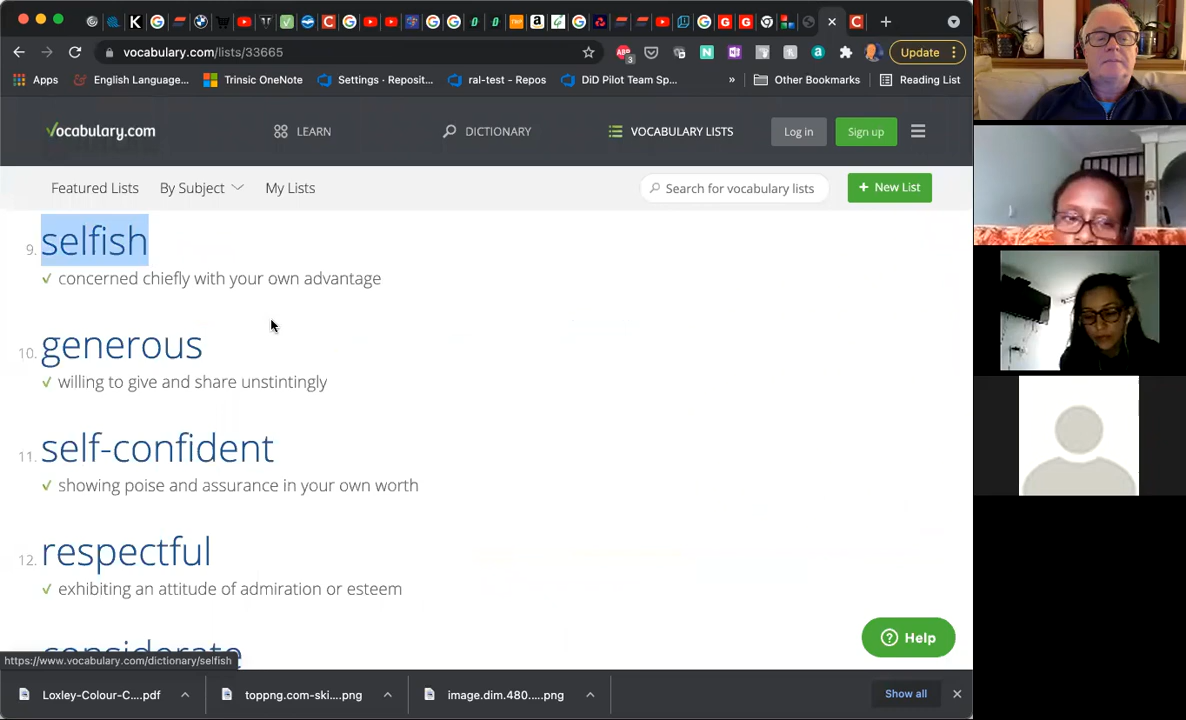 vocabulary.com/lists/33665
Update
Apps
English Language...
Trinsic OneNote
Settings · Reposit...
ral-test - Repos
DiD Pilot Team Sp...
»
Other Bookmarks
Reading List
Vocabulary.com
LEARN
DICTIONARY
VOCABULARY LISTS
Log in
Sign up
Featured Lists
By Subject
My Lists
Search for vocabulary lists
+ New List
9. selfish
✓ concerned chiefly with your own advantage
10. generous
✓ willing to give and share unstintingly
11. self-confident
✓ showing poise and assurance in your own worth
12. respectful
✓ exhibiting an attitude of admiration or esteem
considerate
Help
https://www.vocabulary.com/dictionary/selfish
Loxley-Colour-C....pdf
toppng.com-ski....png
image.dim.480.....png
Show all